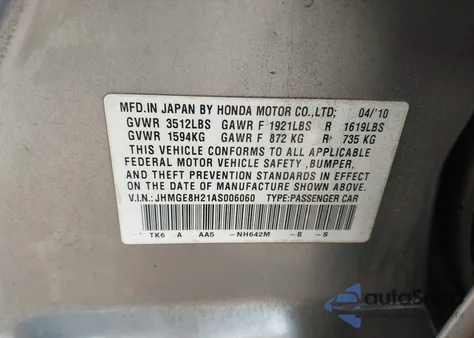 MFD.IN JAPAN BY HONDA MOTOR CO.,LTD; 04/'10
GVWR 3512LBS GAWR F 1921LBS R 1619LBS
GVWR 1594KG GAWR F 872 KG R 735 KG
THIS VEHICLE CONFORMS TO ALL APPLICABLE
FEDERAL MOTOR VEHICLE SAFETY ,BUMPER,
AND THEFT PREVENTION STANDARDS IN EFFECT
ON THE DATE OF MANUFACTURE SHOWN ABOVE.
V.I.N.: JHMGE8H21AS006060 TYPE:PASSENGER CAR
TK6 A AA5 -NH642M -B -S